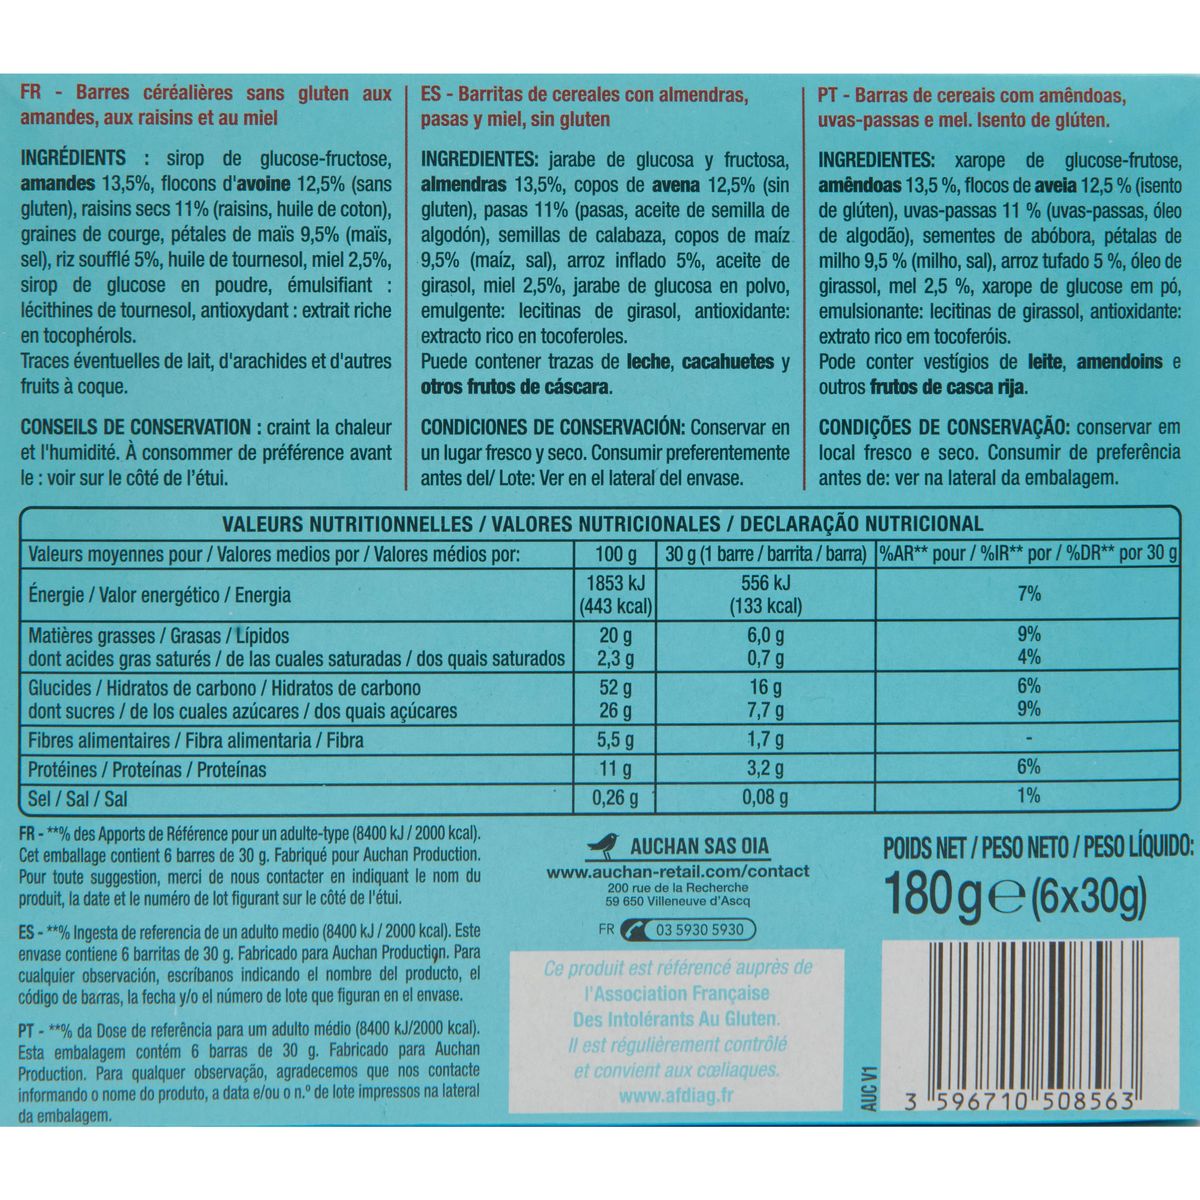 FR - Barres céréalières sans gluten aux
amandes, aux raisins et au miel
INGRÉDIENTS : sirop de glucose-fructose,
amandes 13,5%, flocons d'avoine 12,5% (sans
gluten), raisins secs 11% (raisins, huile de coton),
graines de courge, pétales de maïs 9,5% (maïs,
sel), riz soufflé 5%, huile de tournesol, miel 2,5%,
sirop de glucose en poudre, émulsifiant :
lécithines de tournesol, antioxydant : extrait riche
en tocophérols.
Traces éventuelles de lait, d'arachides et d'autres
fruits à coque.
CONSEILS DE CONSERVATION : craint la chaleur
et l'humidité. À consommer de préférence avant
le : voir sur le côté de l'étui.
ES - Barritas de cereales con almendras,
pasas y miel, sin gluten
INGREDIENTES: jarabe de glucosa y fructosa,
almendras 13,5%, copos de avena 12,5% (sin
gluten), pasas 11% (pasas, aceite de semilla de
algodón), semillas de calabaza, copos de maíz
9,5% (maíz, sal), arroz inflado 5%, aceite de
girasol, miel 2,5%, jarabe de glucosa en polvo,
emulgente: lecitinas de girasol, antioxidante:
extracto rico en tocoferoles.
Puede contener trazas de leche, cacahuetes y
otros frutos de cáscara.
CONDICIONES DE CONSERVACIÓN: Conservar en
un lugar fresco y seco. Consumir preferentemente
antes del/ Lote: Ver en el lateral del envase.
PT - Barras de cereais com amêndoas,
uvas-passas e mel. Isento de glúten.
INGREDIENTES: xarope de glucose-frutose,
amêndoas 13,5 %, flocos de aveia 12,5 % (isento
de glúten), uvas-passas 11 % (uvas-passas, óleo
de algodão), sementes de abóbora, pétalas de
milho 9,5 % (milho, sal), arroz tufado 5 %, óleo de
girassol, mel 2,5 %, xarope de glucose em pó,
emulsionante: lecitinas de girassol, antioxidante:
extrato rico em tocoferóis.
Pode conter vestígios de leite, amendoins e
outros frutos de casca rija.
CONDIÇÕES DE CONSERVAÇÃO: conservar em
local fresco e seco. Consumir de preferência
antes de: ver na lateral da embalagem.
VALEURS NUTRITIONNELLES / VALORES NUTRICIONALES / DECLARAÇÃO NUTRICIONAL
Valeurs moyennes pour / Valores medios por / Valores médios por: 100 g 30 g (1 barre / barrita / barra) %AR** pour / %IR** por / %DR** por 30 g
Énergie / Valor energético / Energia 1853 kJ (443 kcal) 556 kJ (133 kcal) 7%
Matières grasses / Grasas / Lípidos 20 g 6,0 g 9%
dont acides gras saturés / de las cuales saturadas / dos quais saturados 2,3 g 0,7 g 4%
Glucides / Hidratos de carbono / Hidratos de carbono 52 g 16 g 6%
dont sucres / de los cuales azúcares / dos quais açúcares 26 g 7,7 g 9%
Fibres alimentaires / Fibra alimentaria / Fibra 5,5 g 1,7 g -
Protéines / Proteínas / Proteínas 11 g 3,2 g 6%
Sel / Sal / Sal 0,26 g 0,08 g 1%
FR - **% des Apports de Référence pour un adulte-type (8400 kJ / 2000 kcal).
Cet emballage contient 6 barres de 30 g. Fabriqué pour Auchan Production.
Pour toute suggestion, merci de nous contacter en indiquant le nom du
produit, la date et le numéro de lot figurant sur le côté de l'étui.
ES - **% Ingesta de referencia de un adulto medio (8400 kJ / 2000 kcal). Este
envase contiene 6 barritas de 30 g. Fabricado para Auchan Production. Para
cualquier observación, escríbanos indicando el nombre del producto, el
código de barras, la fecha y/o el número de lote que figuran en el envase.
PT - **% da Dose de referência para um adulto médio (8400 kJ/2000 kcal).
Esta embalagem contém 6 barras de 30 g. Fabricado para Auchan
Production. Para qualquer observação, agradecemos que nos contacte
informando o nome do produto, a data e/ou o n.º de lote impressos na lateral
da embalagem.
AUCHAN SAS OIA
www.auchan-retail.com/contact
200 rue de la Recherche
59 650 Villeneuve d'Ascq
FR 03 5930 5930
Ce produit est référencé auprès de
l'Association Française
Des Intolérants Au Gluten.
Il est régulièrement contrôlé
et convient aux cœliaques.
www.afdiag.fr
POIDS NET / PESO NETO / PESO LÍQUIDO:
180g℮ (6x30g)
AUC V1
3 596710 508563